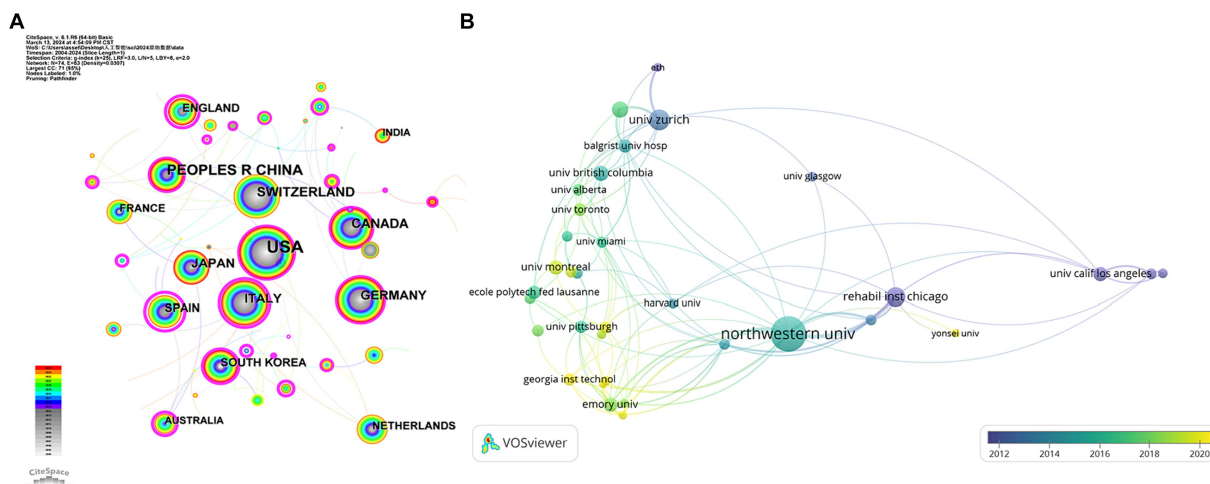 A
CiteSpace, v. 6.1.R6 (64-bit) Basic
March 13, 2024 at 4:54:09 PM CST
Timespan: 2004-2024 (Slice Length=1)
Selection Criteria: g-index (k=25), LRF=3.0, L/N=5, LBY=8, e=2.0
Network: N=74, E=83 (Density=0.0307)
Largest CC: 71 (95%)
Nodes Labeled: 1.0%
Pruning: Pathfinder
ENGLAND
INDIA
PEOPLES R CHINA
SWITZERLAND
FRANCE
CANADA
USA
JAPAN
ITALY
GERMANY
SPAIN
SOUTH KOREA
AUSTRALIA
NETHERLANDS
CiteSpace
B
eth
univ zurich
balgrist univ hosp
univ british columbia
univ glasgow
univ alberta
univ toronto
univ miami
univ montreal
univ calif los angeles
ecole polytech fed lausanne
harvard univ
rehabil inst chicago
univ pittsburgh
northwestern univ
yonsei univ
georgia inst technol
emory univ
VOSviewer
2012 2014 2016 2018 2020